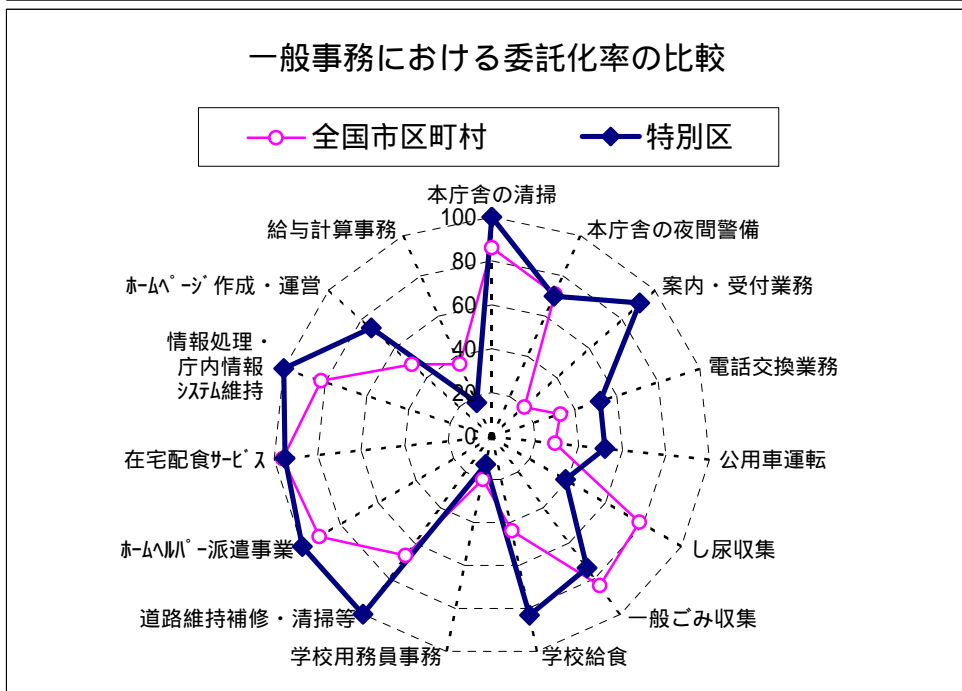 一般事務における委託化率の比較
全国市区町村
特別区
本庁舎の清掃
本庁舎の夜間警備
案内・受付業務
電話交換業務
公用車運転
し尿収集
一般ごみ収集
学校給食
学校用務員事務
道路維持補修・清掃等
ﾎｰﾑﾍﾙﾊﾟｰ派遣事業
在宅配食ｻｰﾋﾞｽ
情報処理・
庁内情報
ｼｽﾃﾑ維持
ﾎｰﾑﾍﾟｰｼﾞ作成・運営
給与計算事務
100
80
60
40
20
0